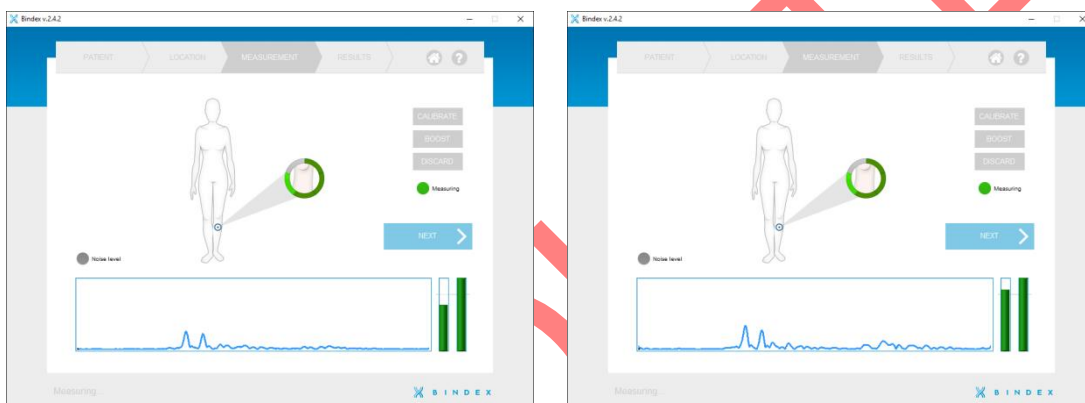 Bindex v.2.4.2
PATIENT LOCATION MEASUREMENT RESULTS ?
CALIBRATE
BOOST
DISCARD
Measuring
NEXT
Noise level
Measuring...
BINDEX
Bindex v.2.4.2
PATIENT LOCATION MEASUREMENT RESULTS ?
CALIBRATE
BOOST
DISCARD
Measuring
NEXT
Noise level
Measuring...
BINDEX